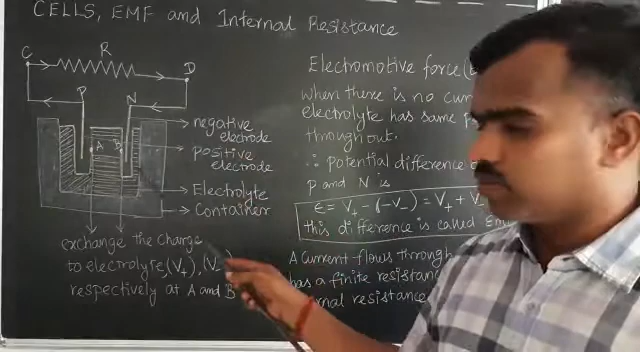 CELLS, EMF and Internal Resistance
C
R
D
P
N
A
B
negative
electrode
positive
electrode
Electrolyte
Container
exchange the charge
to electrolyte (V+), (V-)
respectively at A and B
Electromotive force
when there is no
electrolyte has same
through out.
∴ potential difference
P and N is
ε = V+ - (-V-) = V+ + V-
this difference is called
A current flows through
has a finite
resistance